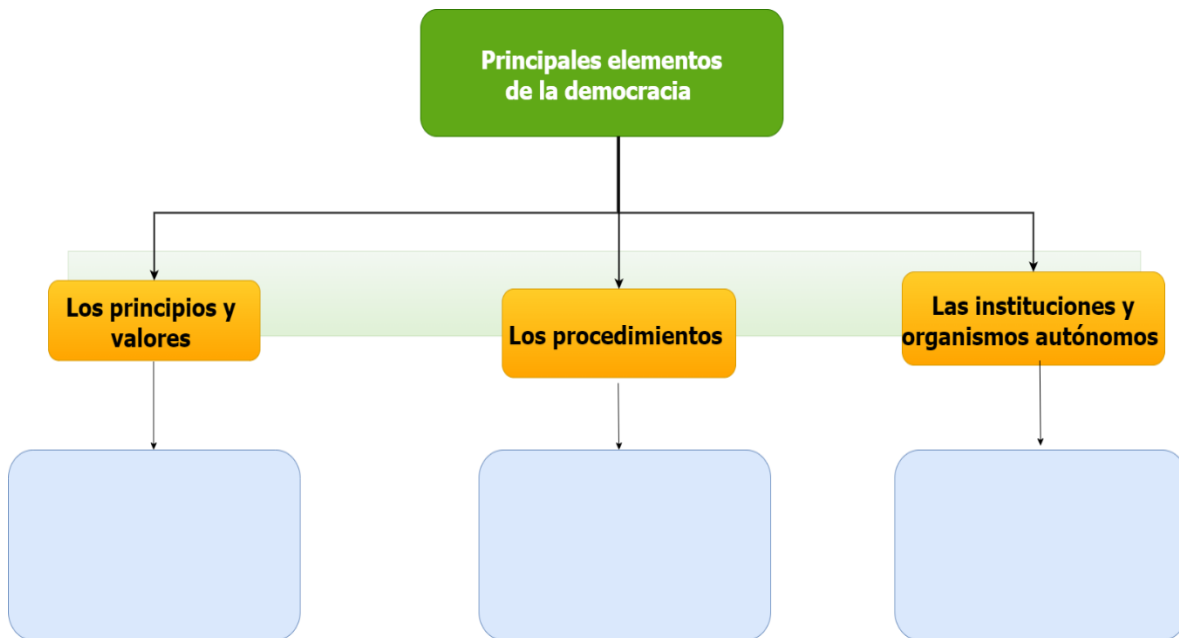 Principales elementos
de la democracia
Los principios y
valores
Los procedimientos
Las instituciones y
organismos autónomos